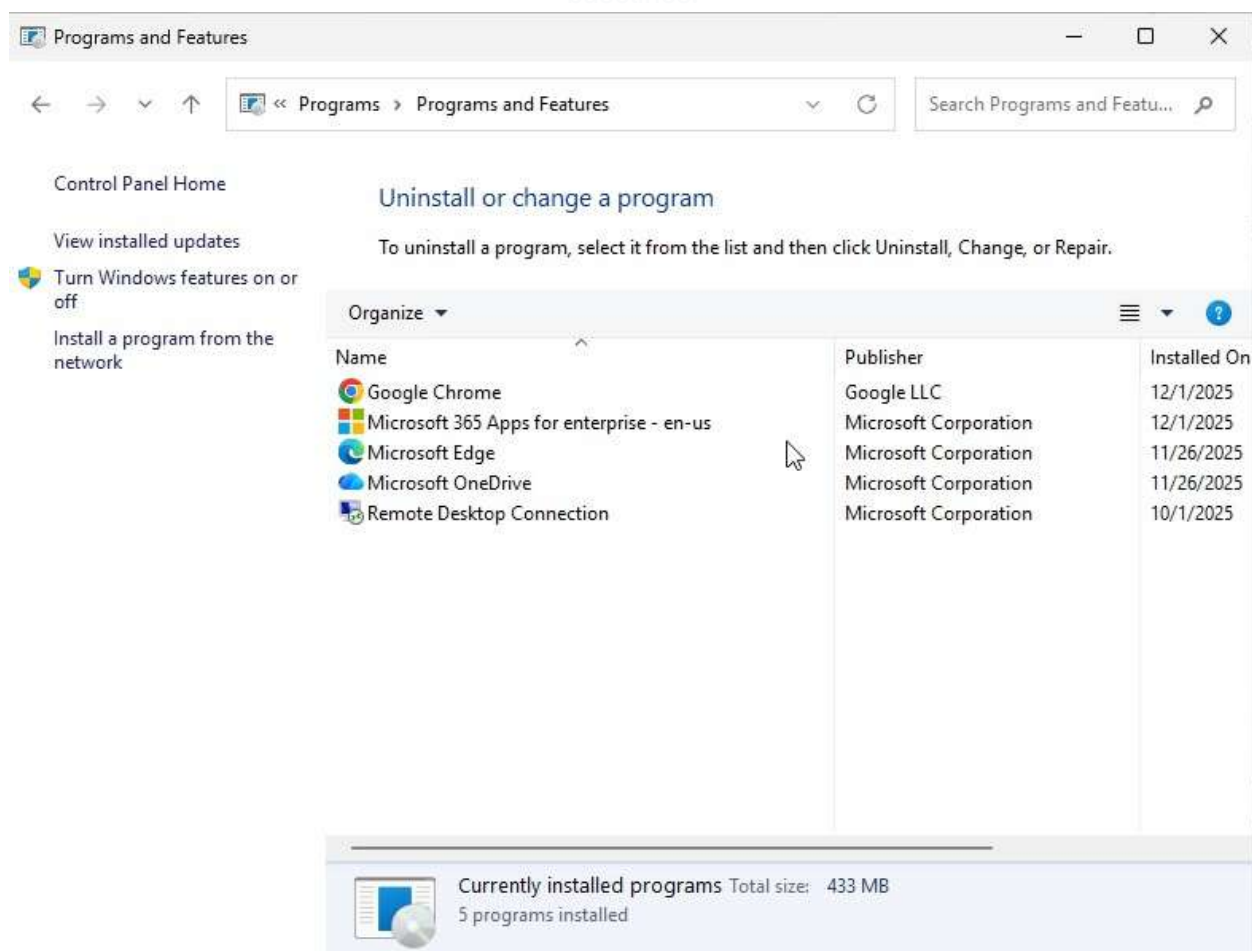 Programs and Features
« Programs > Programs and Features
Search Programs and Featu...
Control Panel Home
View installed updates
Turn Windows features on or
off
Install a program from the
network
Uninstall or change a program
To uninstall a program, select it from the list and then click Uninstall, Change, or Repair.
Organize
Name Publisher Installed On
Google Chrome Google LLC 12/1/2025
Microsoft 365 Apps for enterprise - en-us Microsoft Corporation 12/1/2025
Microsoft Edge Microsoft Corporation 11/26/2025
Microsoft OneDrive Microsoft Corporation 11/26/2025
Remote Desktop Connection Microsoft Corporation 10/1/2025
Currently installed programs Total size: 433 MB
5 programs installed